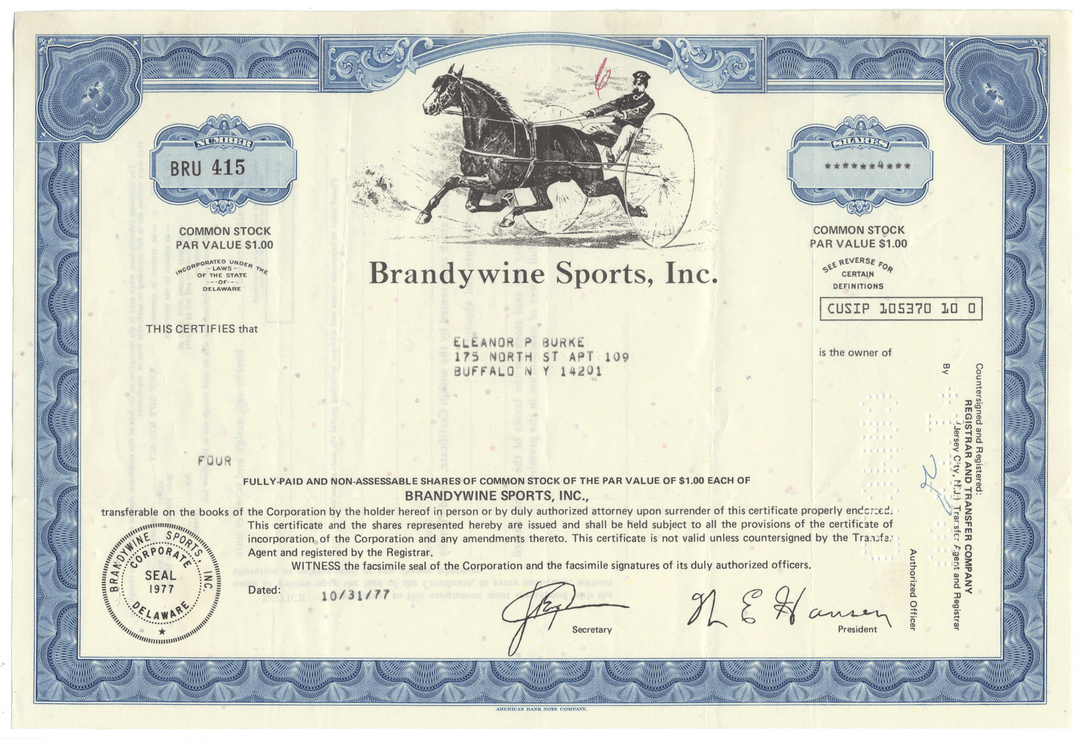 NUMBER
BRU 415
SHARES
******4***
COMMON STOCK
PAR VALUE $1.00
INCORPORATED UNDER THE
LAWS
OF THE STATE
OF
DELAWARE
COMMON STOCK
PAR VALUE $1.00
SEE REVERSE FOR
CERTAIN
DEFINITIONS
CUSIP 105370 10 0
Brandywine Sports, Inc.
THIS CERTIFIES that
ELEANOR P BURKE
175 NORTH ST APT 109
BUFFALO N Y 14201
is the owner of
FOUR
FULLY-PAID AND NON-ASSESSABLE SHARES OF COMMON STOCK OF THE PAR VALUE OF $1.00 EACH OF
BRANDYWINE SPORTS, INC.,
transferable on the books of the Corporation by the holder hereof in person or by duly authorized attorney upon surrender of this certificate properly endorsed.
This certificate and the shares represented hereby are issued and shall be held subject to all the provisions of the certificate of
incorporation of the Corporation and any amendments thereto. This certificate is not valid unless countersigned by the Transfer
Agent and registered by the Registrar.
WITNESS the facsimile seal of the Corporation and the facsimile signatures of its duly authorized officers.
Dated:
10/31/77
BRANDYWINE SPORTS, INC.
CORPORATE
SEAL
1977
DELAWARE
Secretary
N E Hansen
President
Countersigned and Registered:
REGISTRAR AND TRANSFER COMPANY
(Jersey City, N.J.) Transfer Agent and Registrar
By
Authorized Officer
AMERICAN BANK NOTE COMPANY.